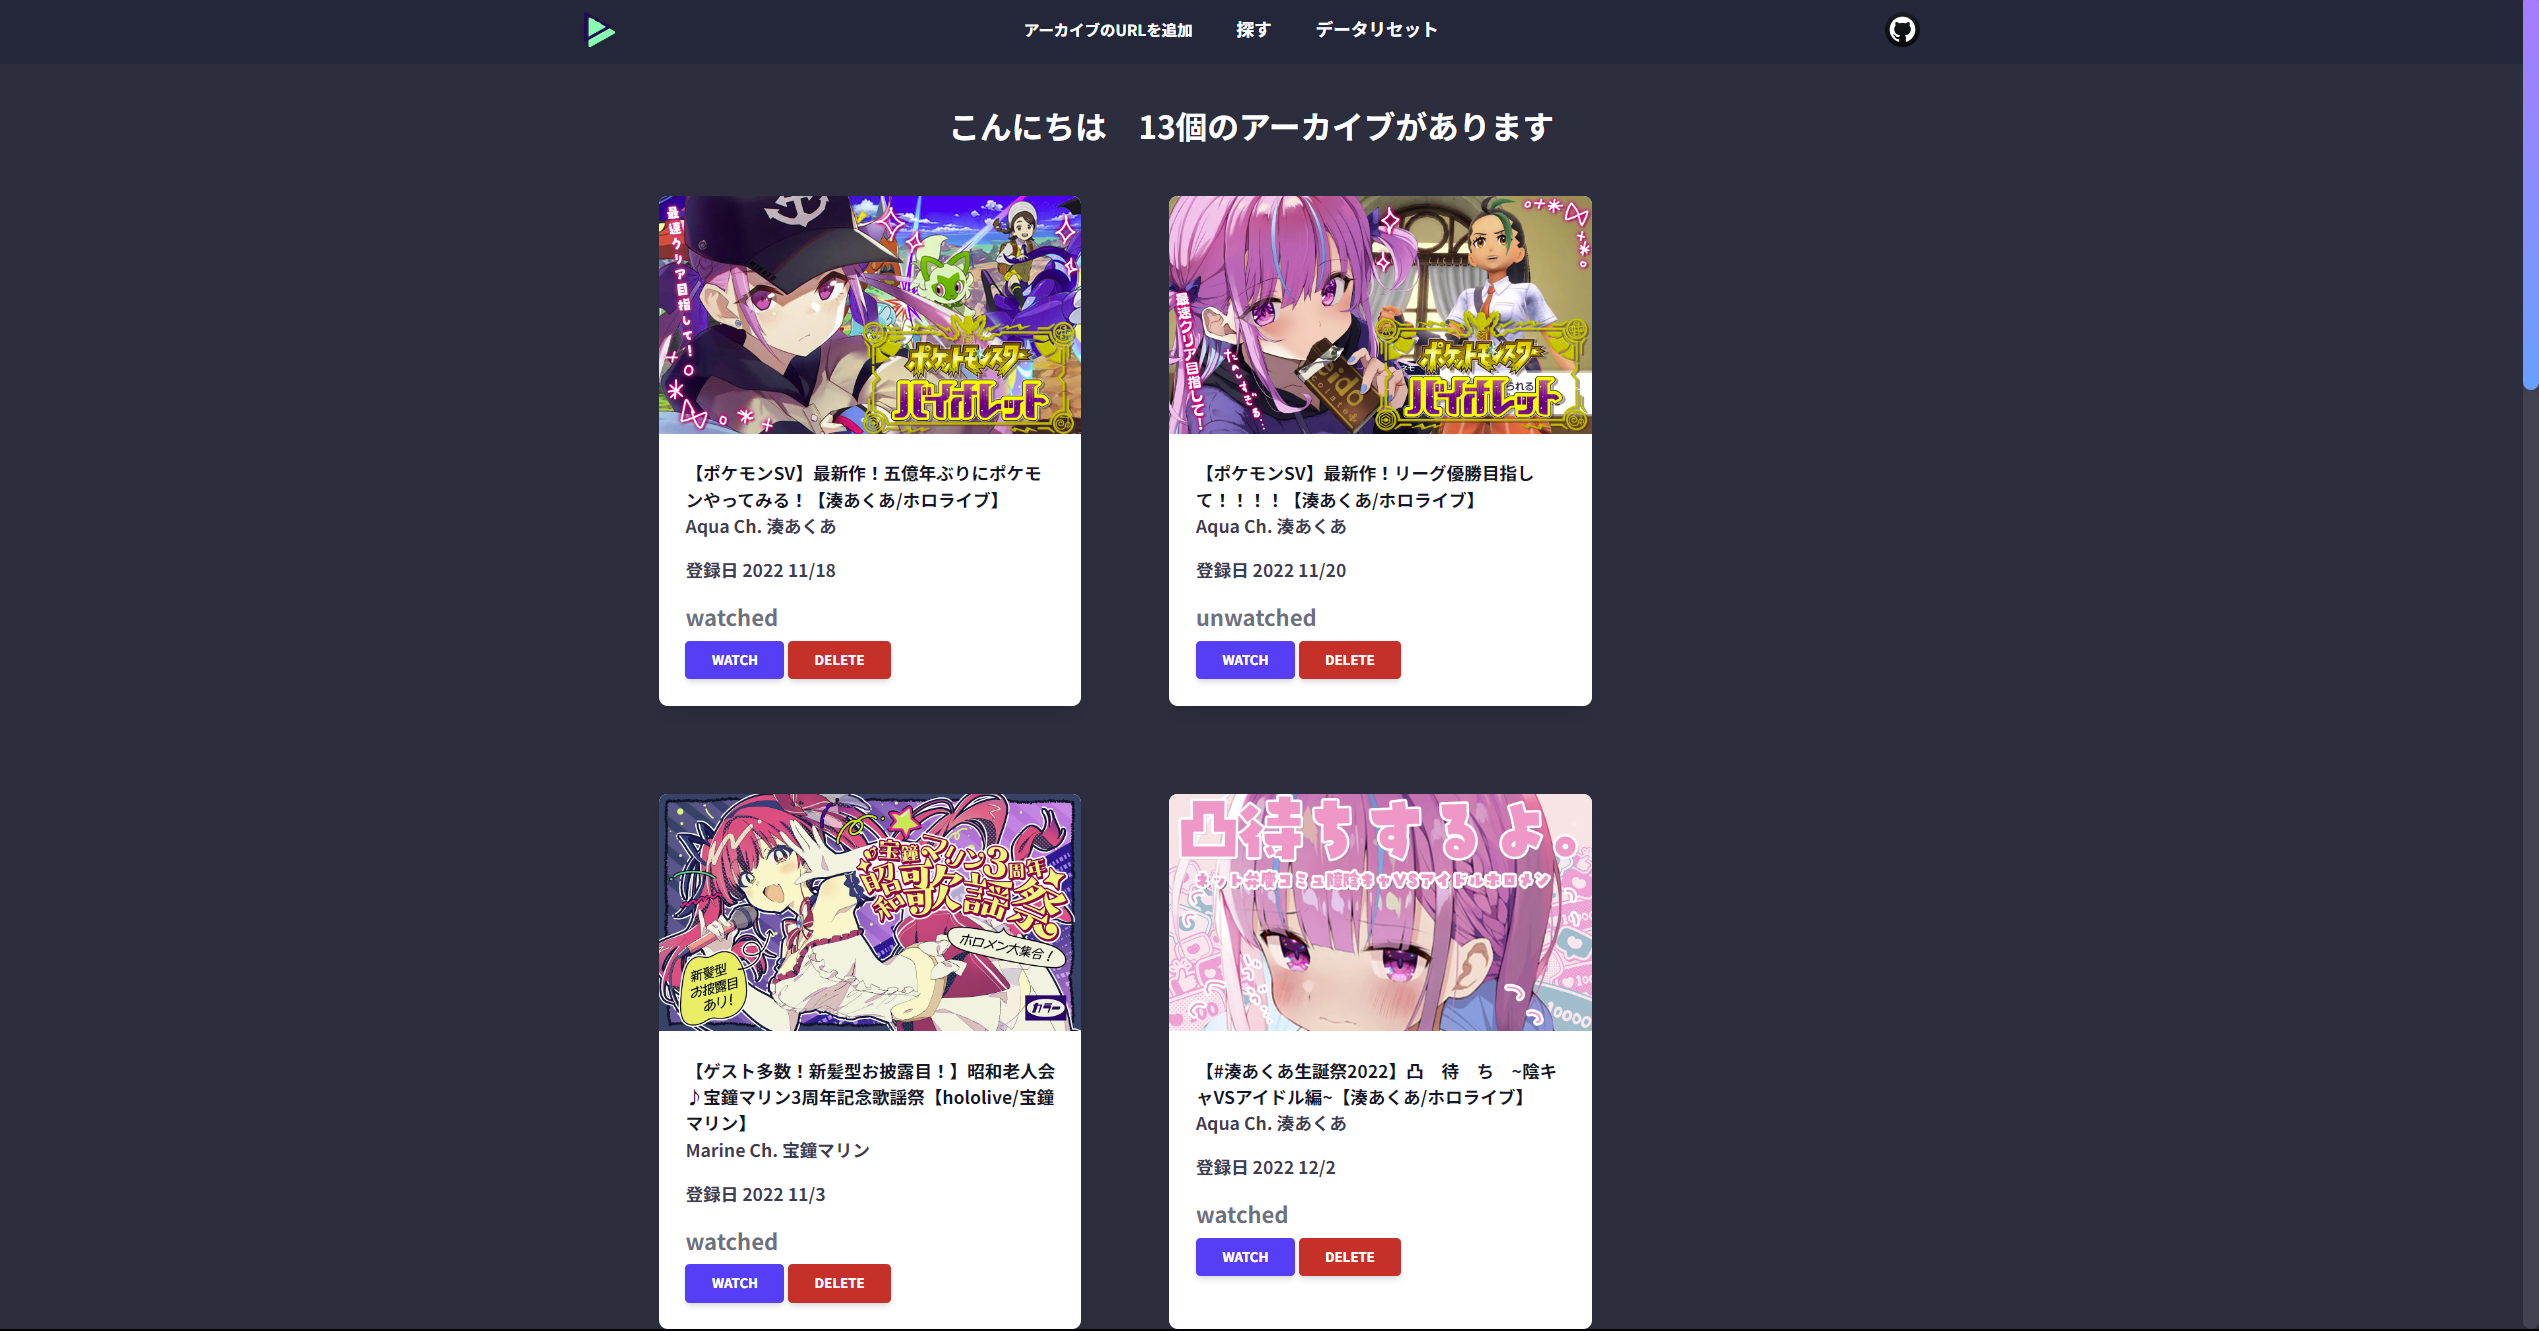 アーカイブのURLを追加
探す
データリセット
こんにちは　13個のアーカイブがあります
最速クリア目指して！
ポケットモンスター
バイオレット
【ポケモンSV】最新作！五億年ぶりにポケモ
ンやってみる！【湊あくあ/ホロライブ】
Aqua Ch. 湊あくあ
登録日 2022 11/18
watched
WATCH
DELETE
最速クリア目指して！
たのしすぎる…
ネモ
られる
ポケットモンスター
バイオレット
【ポケモンSV】最新作！リーグ優勝目指し
て！！！！【湊あくあ/ホロライブ】
Aqua Ch. 湊あくあ
登録日 2022 11/20
unwatched
WATCH
DELETE
宝鐘マリン3周年
昭和歌謡祭
ホロメン大集合！
新髪型
お披露目
あり！
カラー
【ゲスト多数！新髪型お披露目！】昭和老人会
♪宝鐘マリン3周年記念歌謡祭【hololive/宝鐘
マリン】
Marine Ch. 宝鐘マリン
登録日 2022 11/3
watched
WATCH
DELETE
凸待ちするよ。
ネット弁慶コミュ障陰キャVSアイドルホロメン
【#湊あくあ生誕祭2022】凸　待　ち　~陰キ
ャVSアイドル編~【湊あくあ/ホロライブ】
Aqua Ch. 湊あくあ
登録日 2022 12/2
watched
WATCH
DELETE